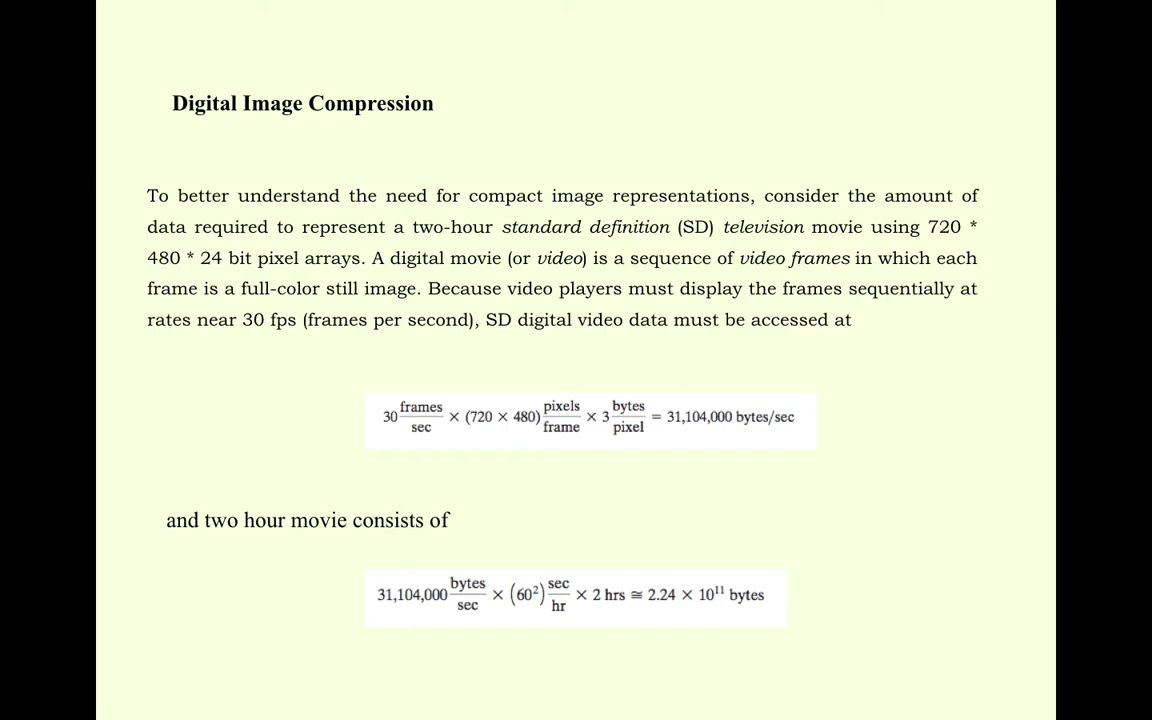 Digital Image Compression
To better understand the need for compact image representations, consider the amount of
data required to represent a two-hour standard definition (SD) television movie using 720 *
480 * 24 bit pixel arrays. A digital movie (or video) is a sequence of video frames in which each
frame is a full-color still image. Because video players must display the frames sequentially at
rates near 30 fps (frames per second), SD digital video data must be accessed at
30 frames/sec × (720 × 480) pixels/frame × 3 bytes/pixel = 31,104,000 bytes/sec
and two hour movie consists of
31,104,000 bytes/sec × (60²) sec/hr × 2 hrs ≅ 2.24 × 10¹¹ bytes